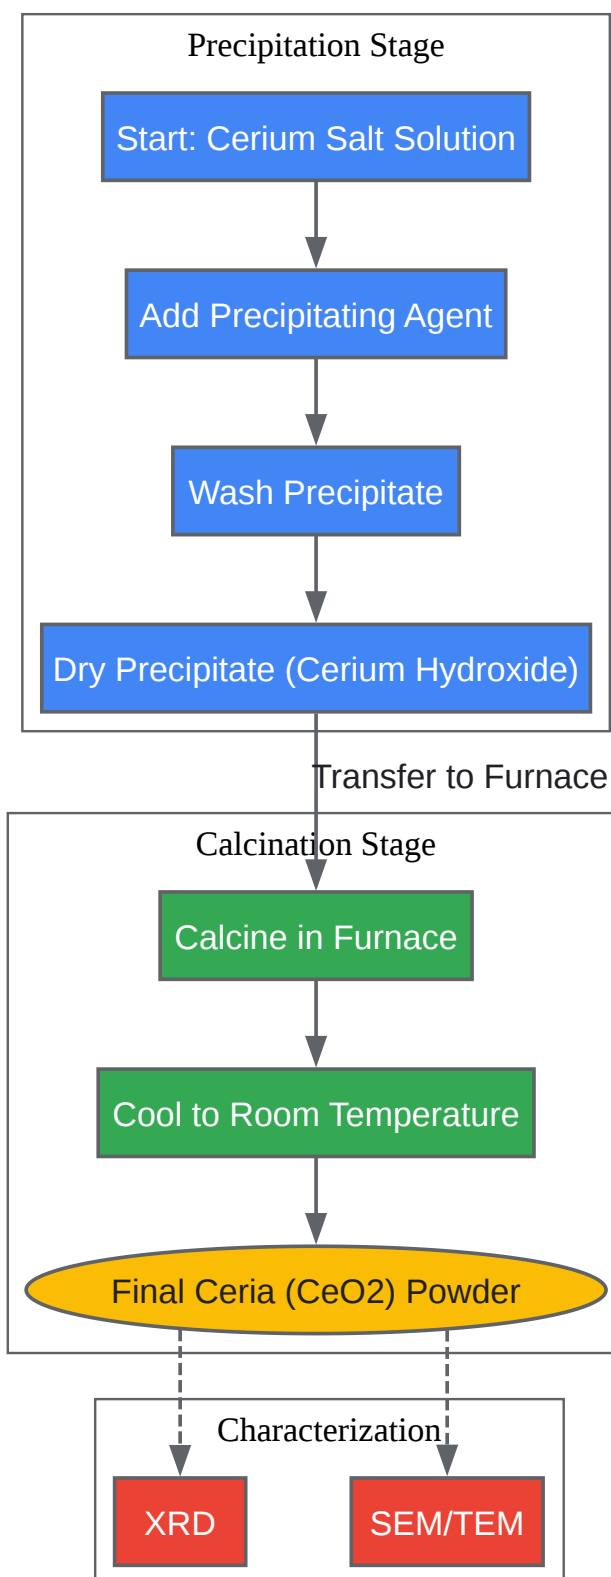 Precipitation Stage
Start: Cerium Salt Solution
Add Precipitating Agent
Wash Precipitate
Dry Precipitate (Cerium Hydroxide)
Transfer to Furnace
Calcination Stage
Calcine in Furnace
Cool to Room Temperature
Final Ceria (CeO2) Powder
Characterization
XRD
SEM/TEM